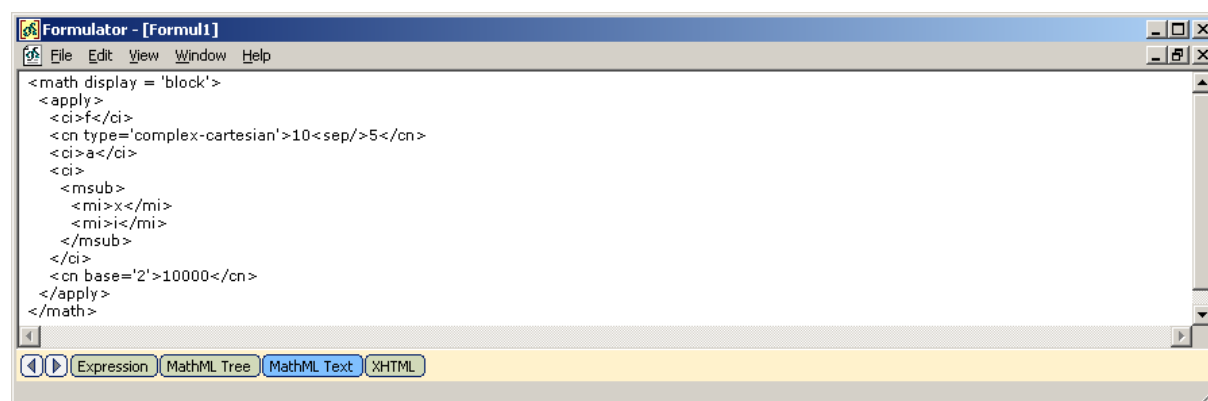 Formulator - [Formul1]
File Edit View Window Help
<math display = 'block'>
<apply>
<ci>f</ci>
<cn type='complex-cartesian'>10<sep/>5</cn>
<ci>a</ci>
<ci>
<msub>
<mi>x</mi>
<mi>i</mi>
</msub>
</ci>
<cn base='2'>10000</cn>
</apply>
</math>
Expression MathML Tree MathML Text XHTML